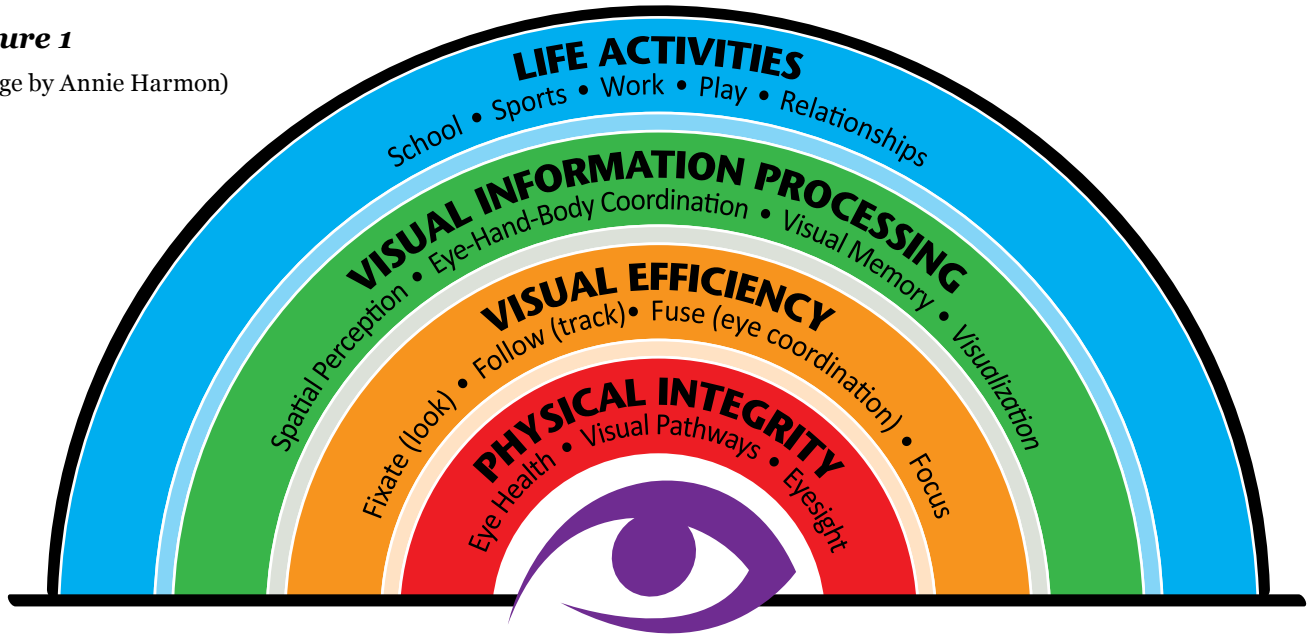 ure 1
ge by Annie Harmon)
LIFE ACTIVITIES
School • Sports • Work • Play • Relationships
VISUAL INFORMATION PROCESSING
Spatial Perception • Eye-Hand-Body Coordination • Visual Memory • Visualization
VISUAL EFFICIENCY
Fixate (look) • Follow (track)• Fuse (eye coordination) • Focus
PHYSICAL INTEGRITY
Eye Health • Visual Pathways • Eyesight